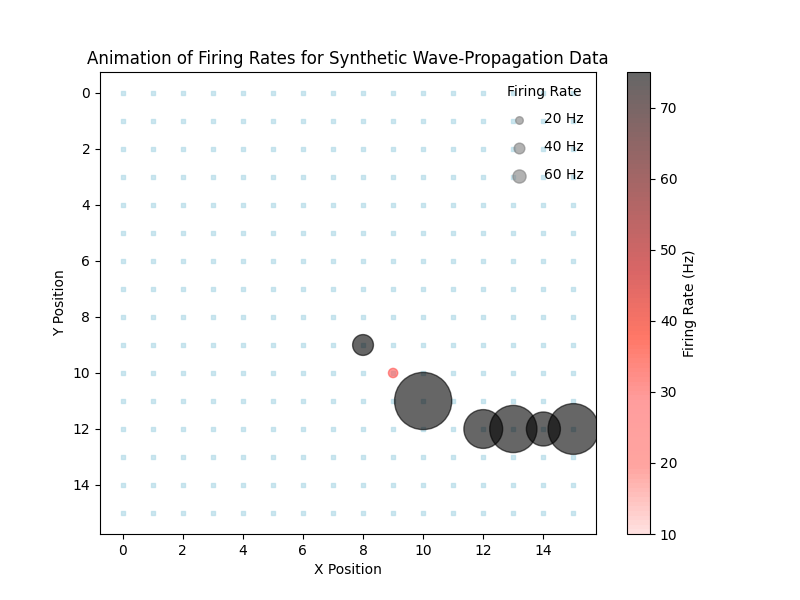 Animation of Firing Rates for Synthetic Wave-Propagation Data
Firing Rate
20 Hz
40 Hz
60 Hz
0
2
4
6
8
10
12
14
Y Position
0 2 4 6 8 10 12 14
X Position
70
60
50
40
30
20
10
Firing Rate (Hz)